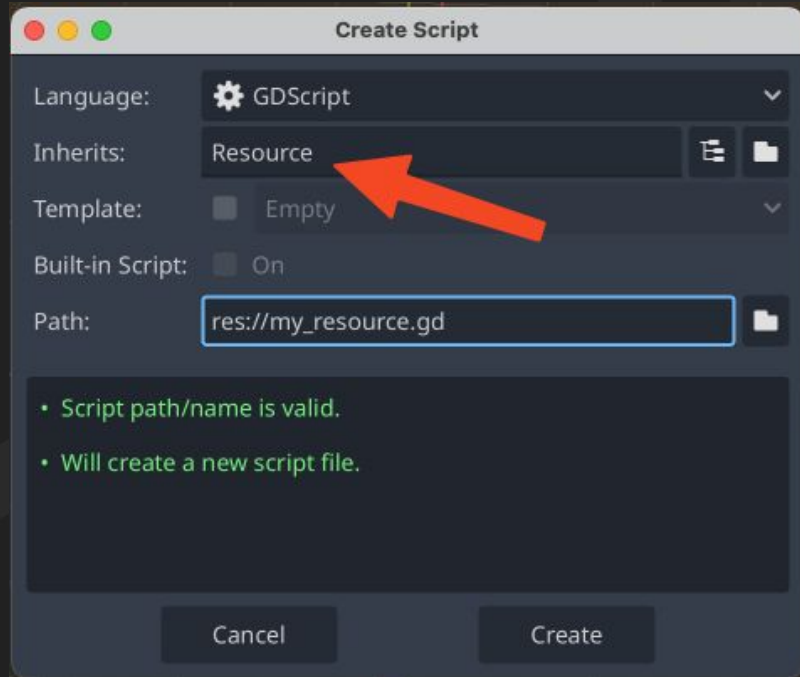 Create Script
Language: GDScript
Inherits: Resource
Template: Empty
Built-in Script: On
Path: res://my_resource.gd
• Script path/name is valid.
• Will create a new script file.
Cancel Create